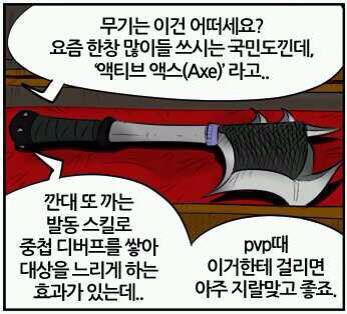 무기는 이건 어떠세요?
요즘 한창 많이들 쓰시는 국민도낀데,
'액티브 액스(Axe)' 라고..
깐대 또 까는
발동 스킬로
중첩 디버프를 쌓아
대상을 느리게 하는
효과가 있는데..
pvp때
이거한테 걸리면
아주 지랄맞고 좋죠.